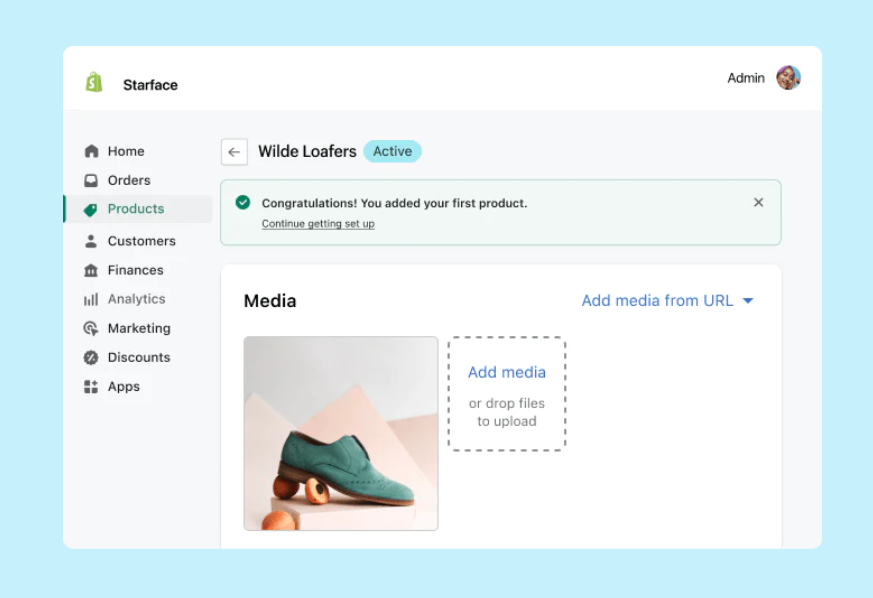 Starface
Admin
Home
Orders
Products
Customers
Finances
Analytics
Marketing
Discounts
Apps
Wilde Loafers
Active
Congratulations! You added your first product.
Continue getting set up
Media
Add media from URL
Add media
or drop files
to upload